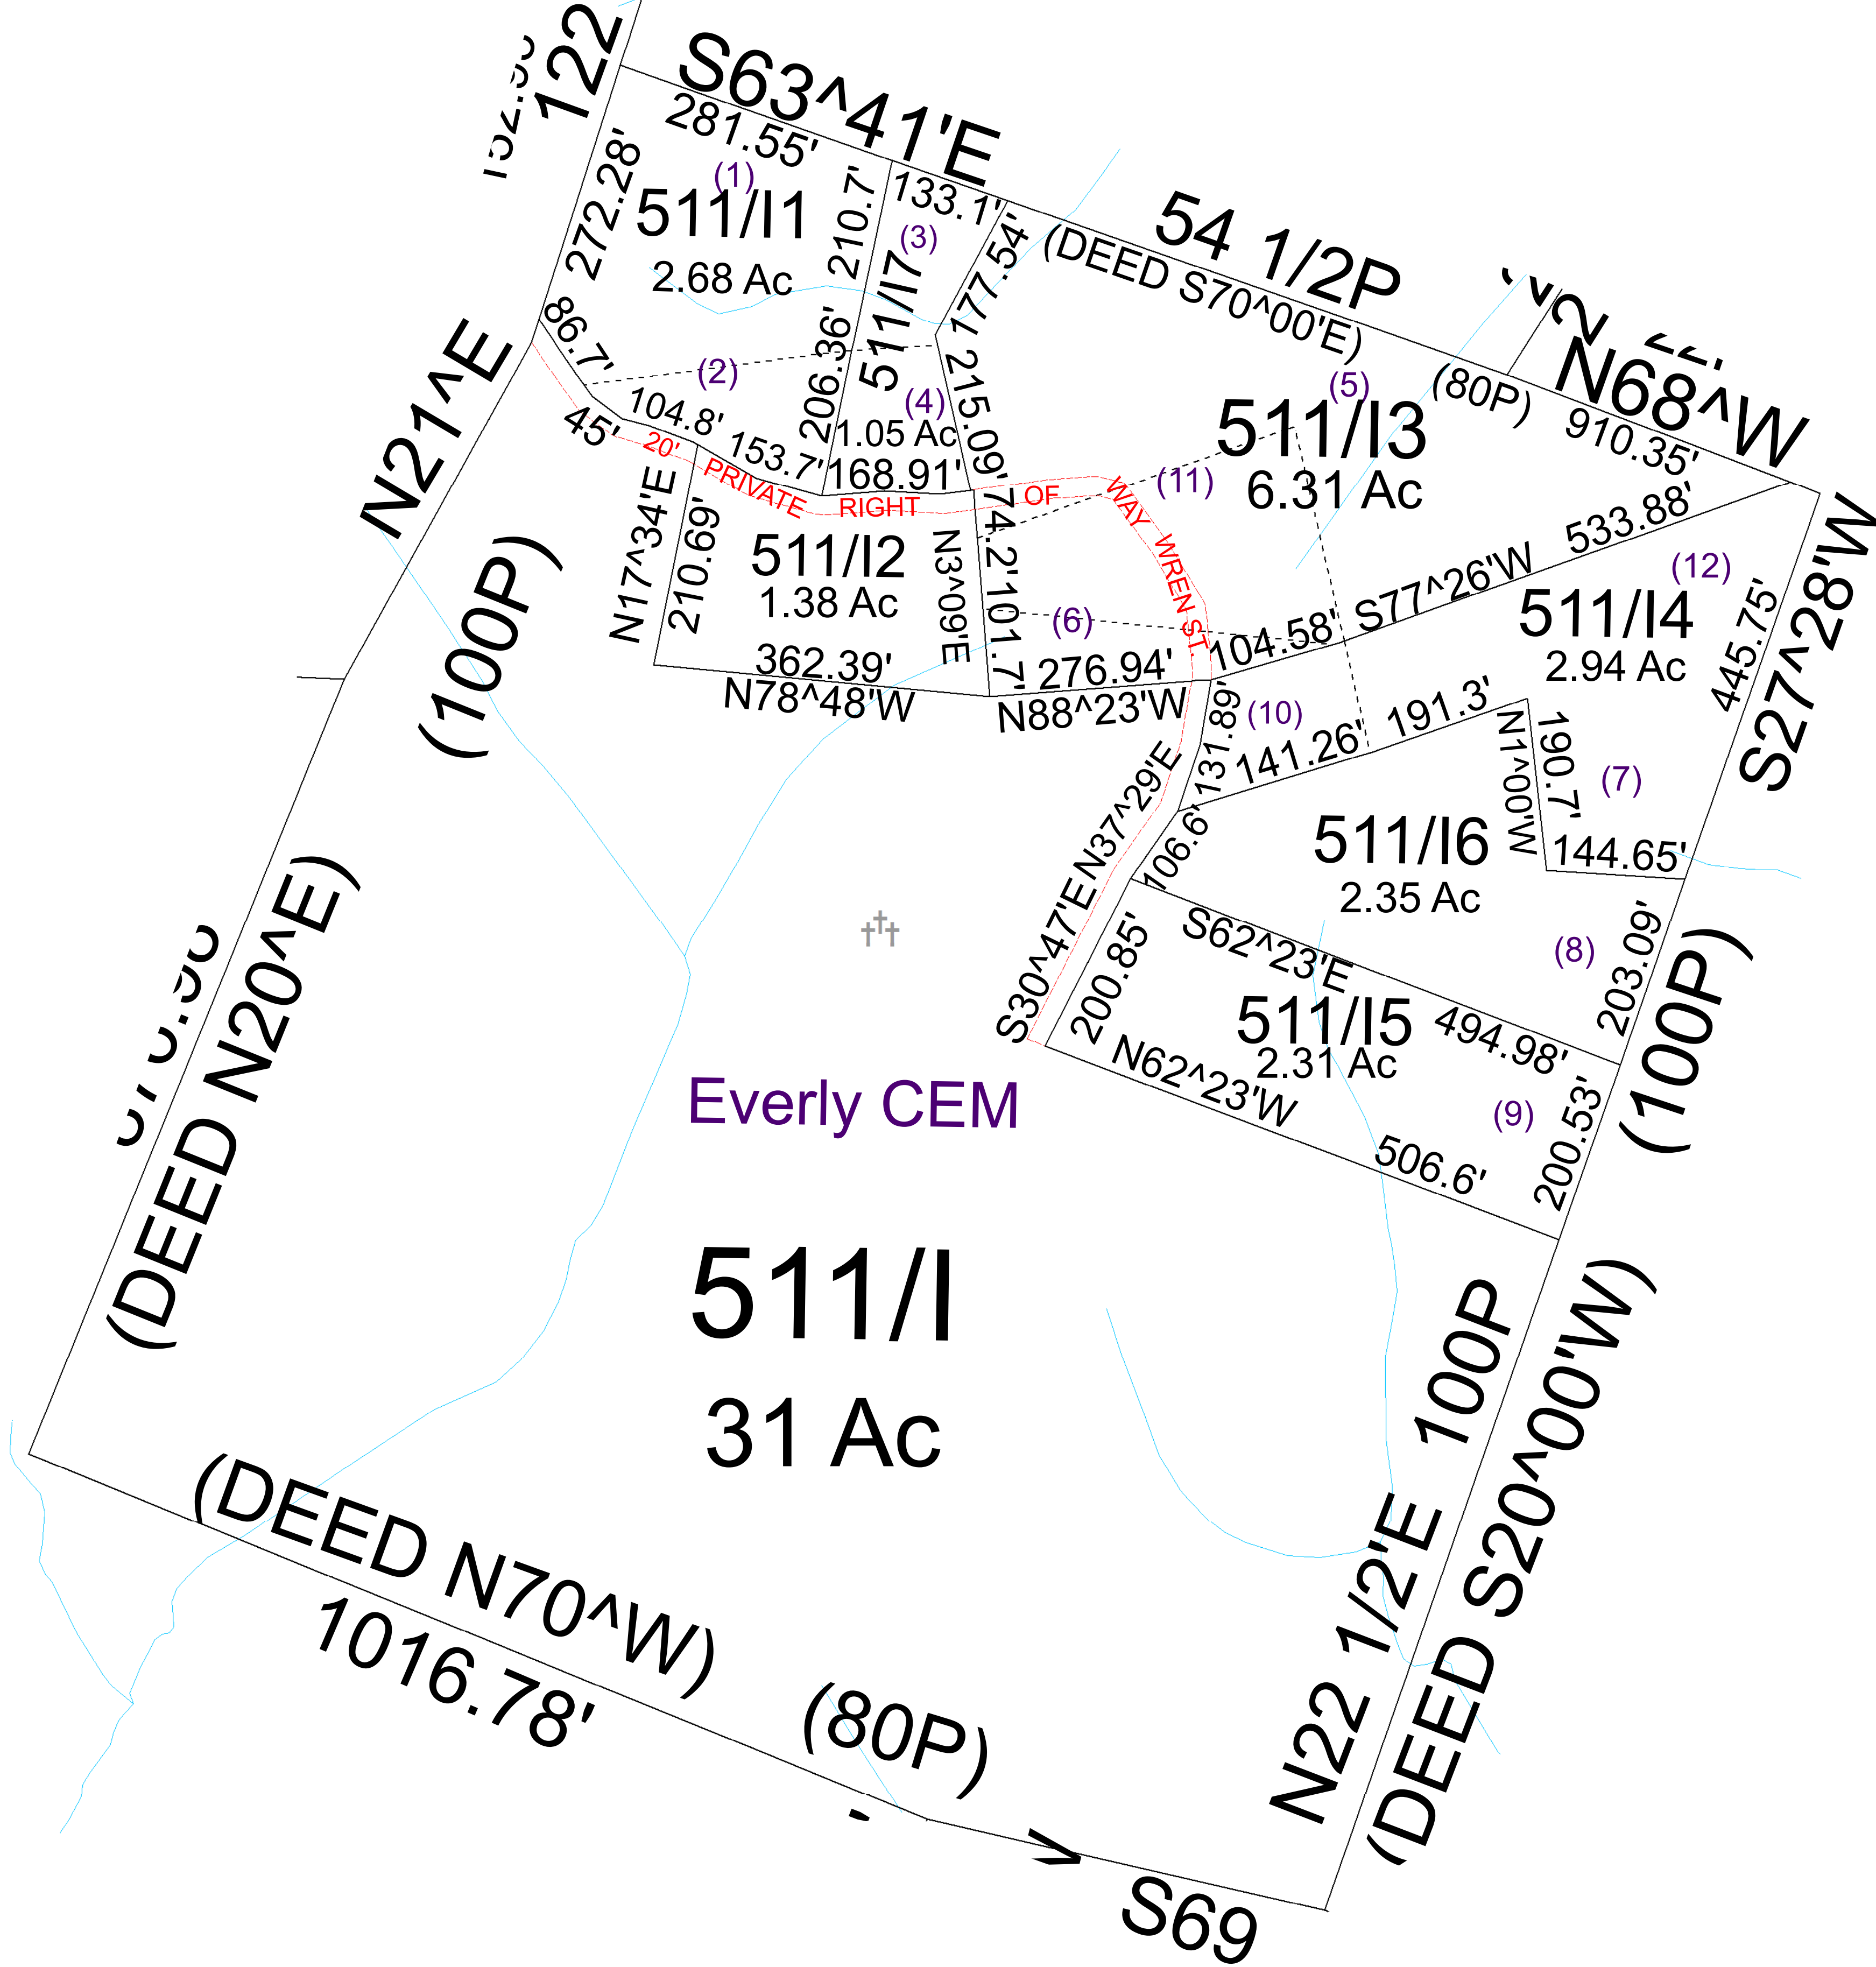 122
S63^41'E
281.55'
(1)
511/I1
2.68 Ac
272.28'
210.7'
133.1'
(3)
511/I7
177.54'
54 1/2P
(DEED S70^00'E)
N68^W
(80P)
910.35'
86.7'
(2)
206.36'
(4)
1.05 Ac
215.09'
(5)
511/I3
6.31 Ac
N21^E
45'
104.8'
153.7'
168.91'
20' PRIVATE RIGHT OF WAY WREN ST
(11)
533.88'
S77^26'W
N17^34'E
210.69'
511/I2
1.38 Ac
N3^09'E
74.2'
101.7'
(6)
104.58'
(12)
511/I4
2.94 Ac
445.75'
S27^28'W
(100P)
362.39'
N78^48'W
276.94'
N88^23'W
131.89'
(10)
141.26'
191.3'
N1^00'W
190.7'
(7)
144.65'
N37^29'E
106.6'
511/I6
2.35 Ac
S30^47'E
200.85'
S62^23'E
494.98'
(8)
203.09'
(100P)
511/I5
2.31 Ac
N62^23'W
506.6'
(9)
200.53'
(DEED N20^E)
Everly CEM
511/I
31 Ac
N22 1/2'E 100P
(DEED S20^00'W)
(DEED N70^W)
1016.78'
(80P)
S69